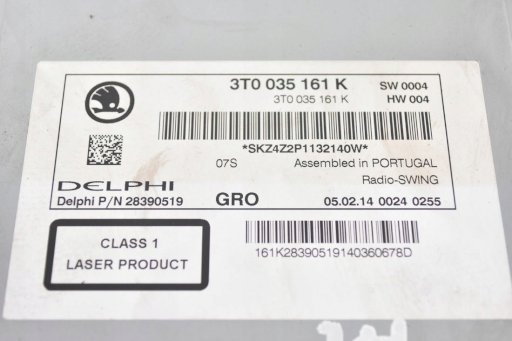 3T0 035 161 K SW 0004
3T0 035 161 K HW 004
*SKZ4Z2P1132140W*
07S Assembled in PORTUGAL
DELPHI Radio-SWING
Delphi P/N 28390519 GRO 05.02.14 0024 0255
CLASS 1
LASER PRODUCT
161K28390519140360678D